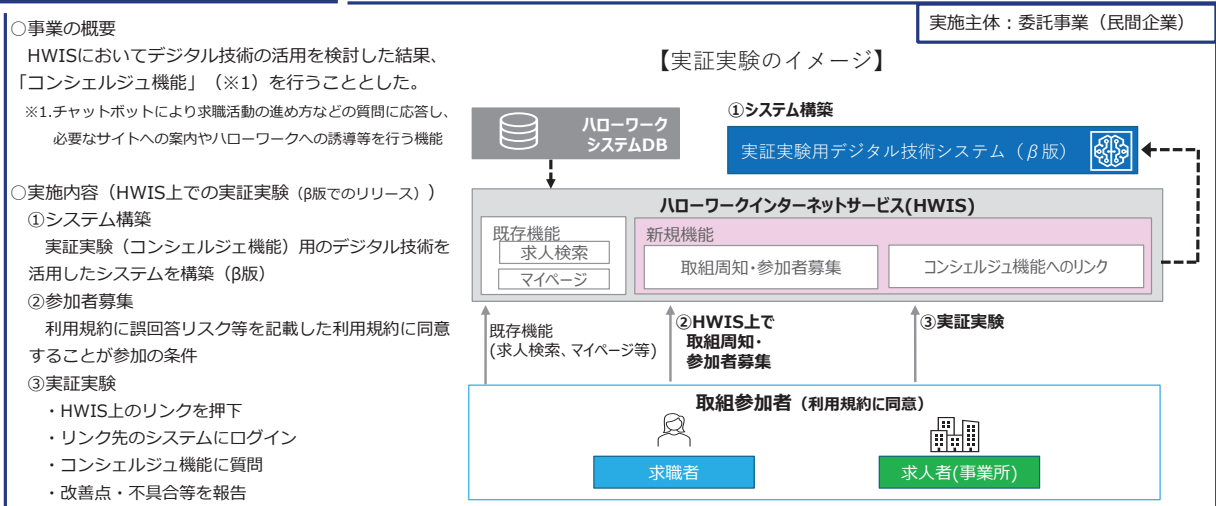 ○事業の概要
HWISにおいてデジタル技術の活用を検討した結果、
「コンシェルジュ機能」（※1）を行うこととした。
※1.チャットボットにより求職活動の進め方などの質問に応答し、
必要なサイトへの案内やハローワークへの誘導等を行う機能
○実施内容（HWIS上での実証実験（β版でのリリース））
①システム構築
実証実験（コンシェルジェ機能）用のデジタル技術を
活用したシステムを構築（β版）
②参加者募集
利用規約に誤回答リスク等を記載した利用規約に同意
することが参加の条件
③実証実験
・HWIS上のリンクを押下
・リンク先のシステムにログイン
・コンシェルジュ機能に質問
・改善点・不具合等を報告
実施主体：委託事業（民間企業）
【実証実験のイメージ】
ハローワーク
システムDB
①システム構築
実証実験用デジタル技術システム（β版）
ハローワークインターネットサービス(HWIS)
既存機能
求人検索
マイページ
新規機能
取組周知・参加者募集
コンシェルジュ機能へのリンク
既存機能
(求人検索、マイページ等)
②HWIS上で
取組周知・
参加者募集
③実証実験
取組参加者（利用規約に同意）
求職者
求人者(事業所)